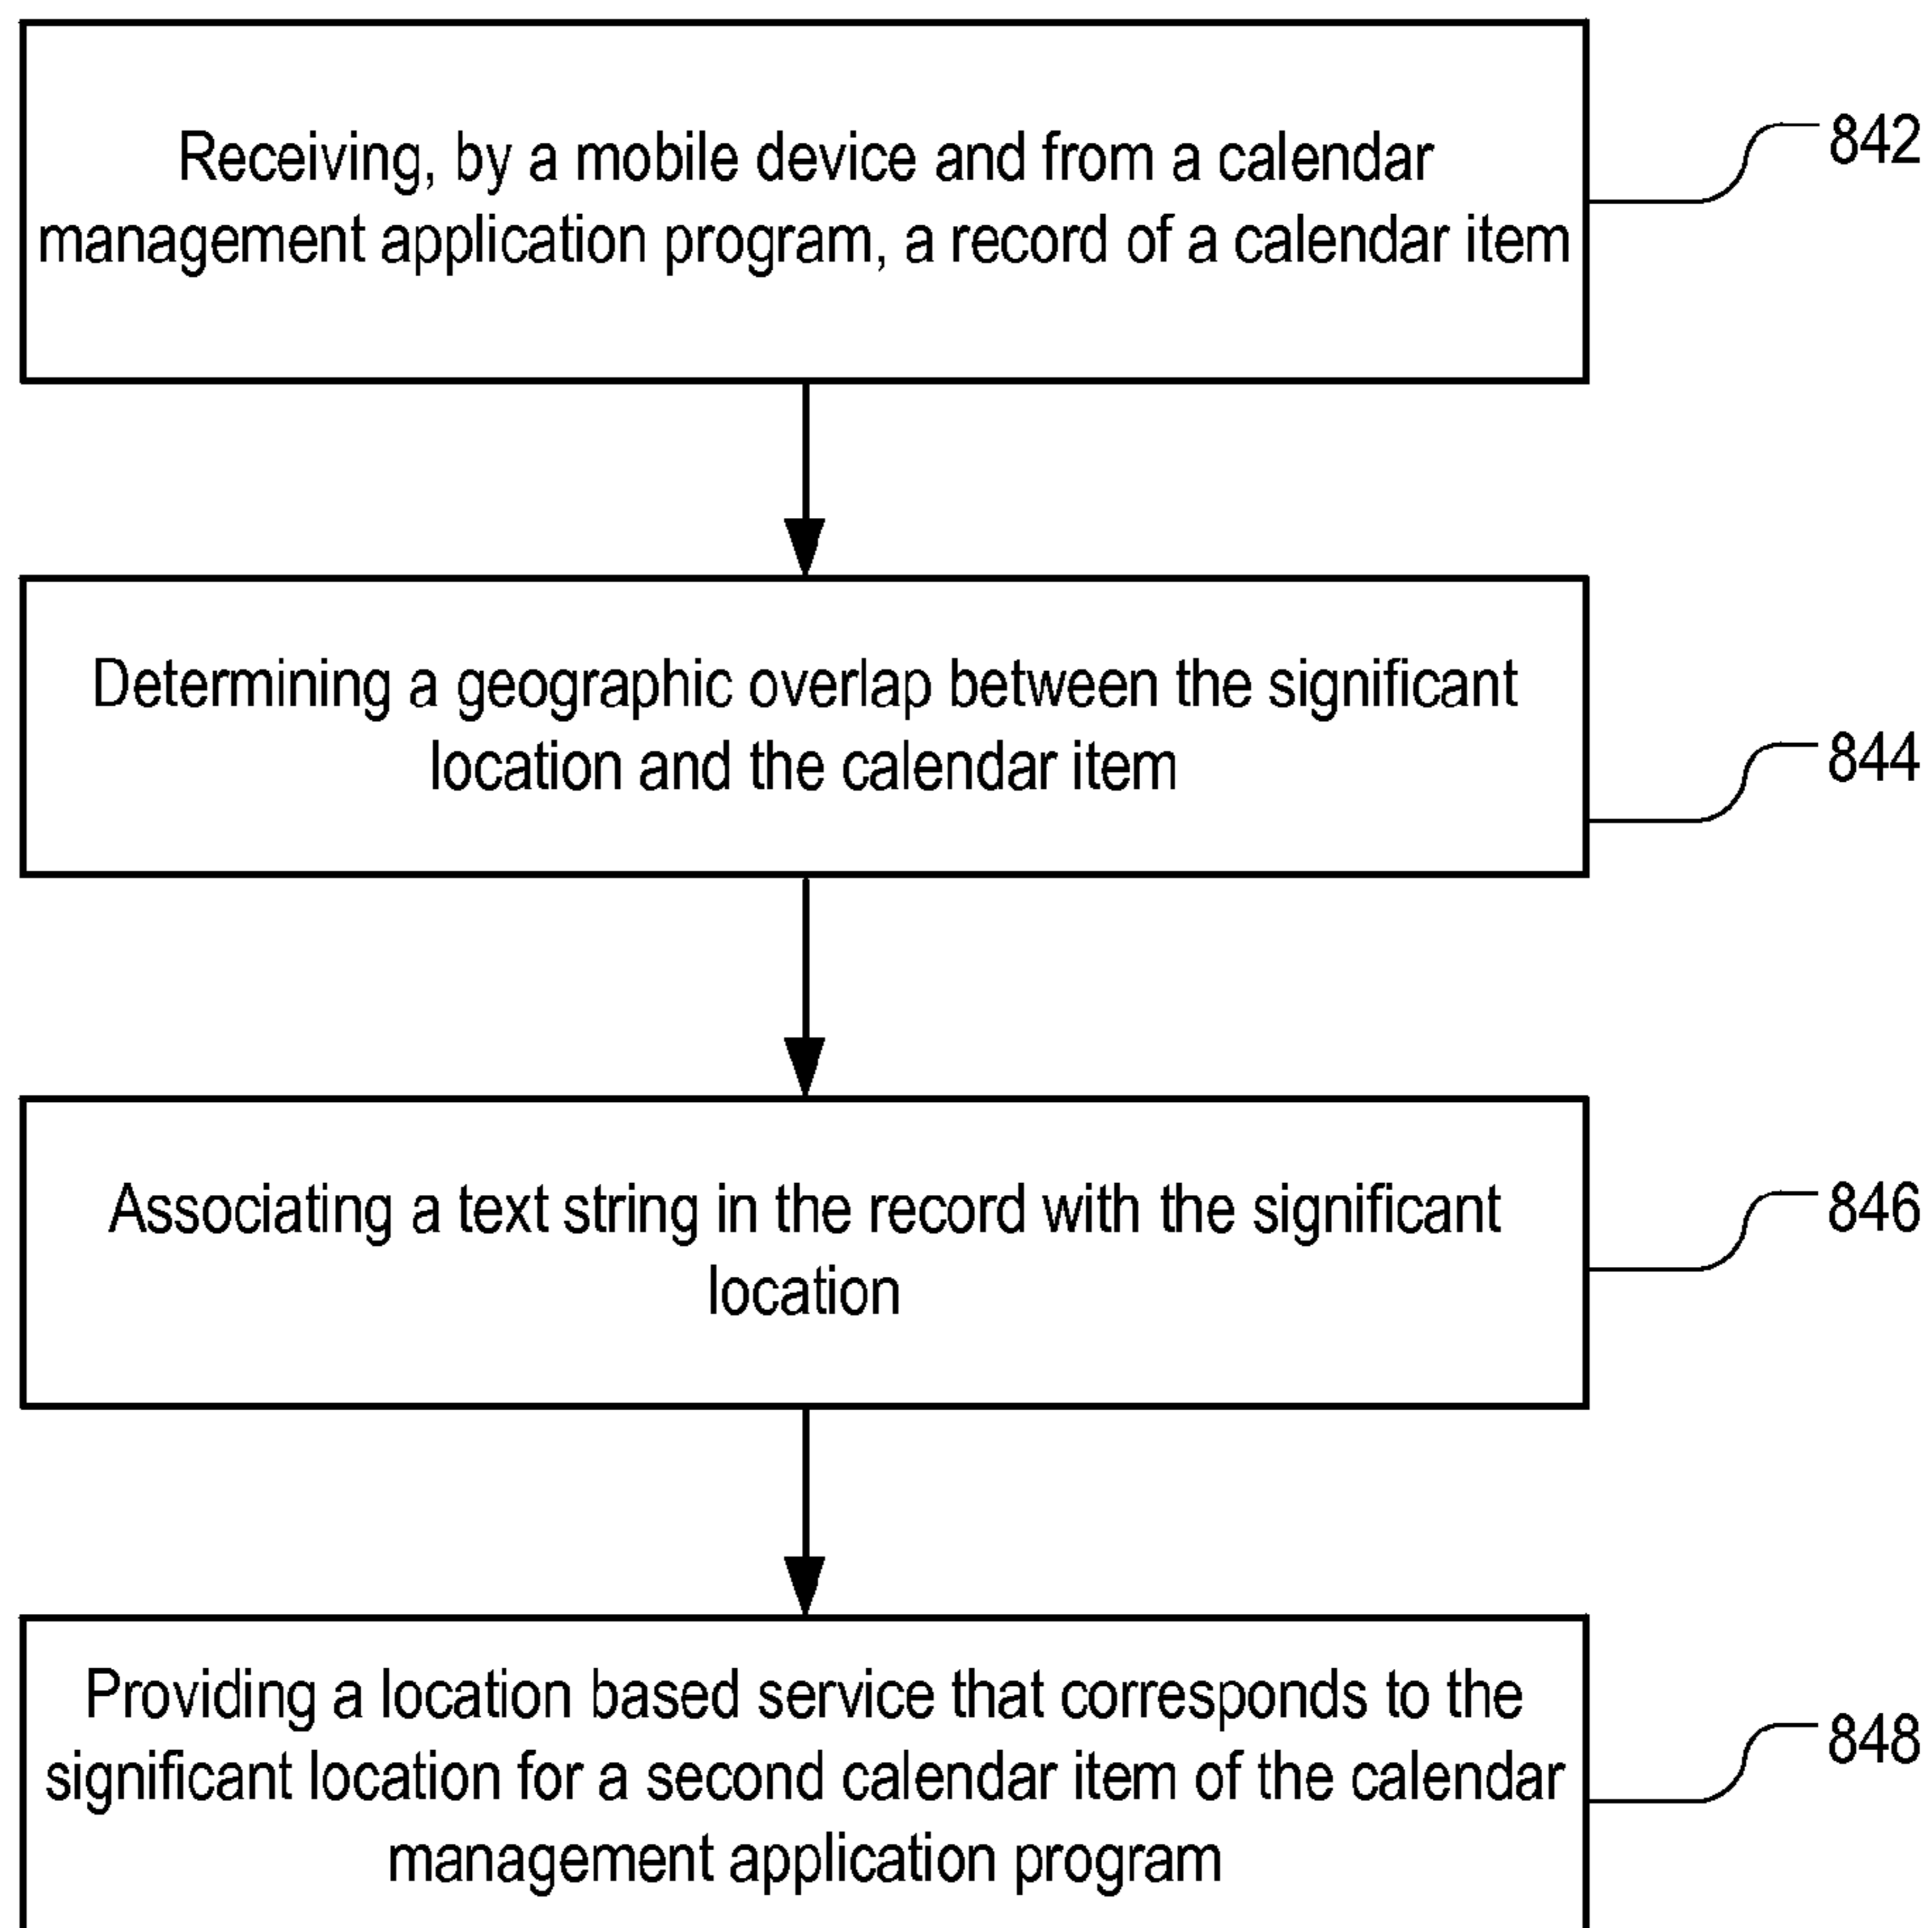 Receiving, by a mobile device and from a calendar
management application program, a record of a calendar item
842
Determining a geographic overlap between the significant
location and the calendar item
844
Associating a text string in the record with the significant
location
846
Providing a location based service that corresponds to the
significant location for a second calendar item of the calendar
management application program
848